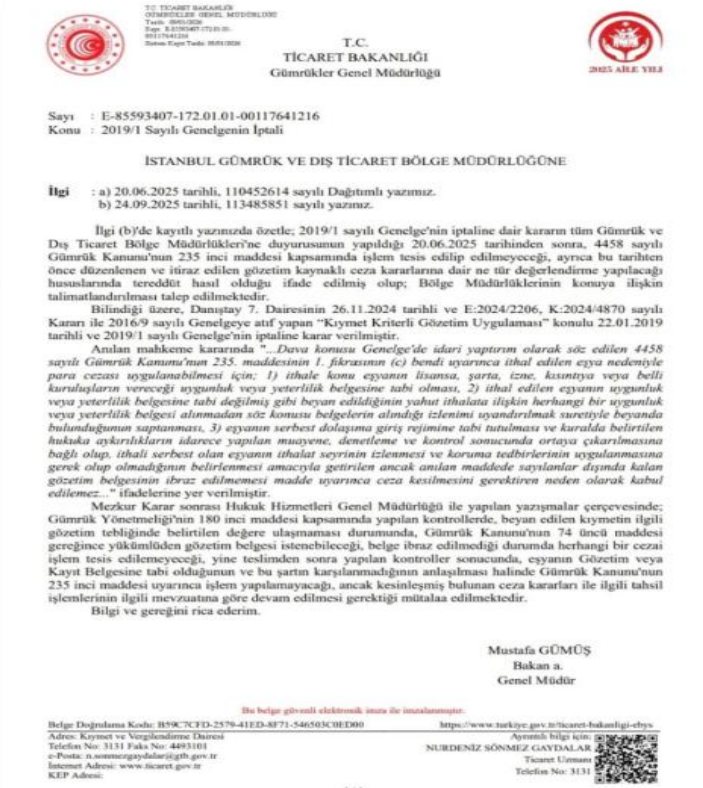 T.C. TİCARET BAKANLIĞI
GÜMRÜKLER GENEL MÜDÜRLÜĞÜ
Tarih: 09/01/2026
Sayı: E-85593407-172.01.01-
00117641216
Sistem Kayıt Tarihi: 09/01/2026
T.C.
TİCARET BAKANLIĞI
Gümrükler Genel Müdürlüğü
2025 AİLE YILI
Sayı : E-85593407-172.01.01-00117641216
Konu : 2019/1 Sayılı Genelgenin İptali
İSTANBUL GÜMRÜK VE DIŞ TİCARET BÖLGE MÜDÜRLÜĞÜNE
İlgi : a) 20.06.2025 tarihli, 110452614 sayılı Dağıtımlı yazımız.
b) 24.09.2025 tarihli, 113485851 sayılı yazınız.
İlgi (b)'de kayıtlı yazınızda özetle; 2019/1 sayılı Genelge'nin iptaline dair kararın tüm Gümrük ve
Dış Ticaret Bölge Müdürlükleri'ne duyurusunun yapıldığı 20.06.2025 tarihinden sonra, 4458 sayılı
Gümrük Kanunu'nun 235 inci maddesi kapsamında işlem tesis edilip edilemeyeceği, ayrıca bu tarihten
önce düzenlenen ve itiraz edilen gözetim kaynaklı ceza kararlarına dair ne tür değerlendirme yapılacağı
hususlarında tereddüt hasıl olduğu ifade edilmiş olup; Bölge Müdürlüklerinin konuya ilişkin
talimatlandırılması talep edilmektedir.
Bilindiği üzere, Danıştay 7. Dairesinin 26.11.2024 tarihli ve E:2024/2206, K:2024/4870 sayılı
Kararı ile 2016/9 sayılı Genelgeye atıf yapan "Kıymet Kriterli Gözetim Uygulaması" konulu 22.01.2019
tarihli ve 2019/1 sayılı Genelge'nin iptaline karar verilmiştir.
Anılan mahkeme kararında "...Dava konusu Genelge'de idari yaptırım olarak söz edilen 4458
sayılı Gümrük Kanunu'nun 235. maddesinin 1. fıkrasının (c) bendi uyarınca ithal edilen eşya nedeniyle
para cezası uygulanabilmesi için; 1) ithale konu eşyanın lisansa, şarta, izne, kısıntıya veya belli
kuruluşların vereceği uygunluk veya yeterlilik belgesine tabi olması, 2) ithal edilen eşyanın uygunluk
veya yeterlilik belgesine tabi değilmiş gibi beyan edildiğinin yahut ithalata ilişkin herhangi bir uygunluk
veya yeterlilik belgesi alınmadan söz konusu belgelerin alındığı izlenimi uyandırılmak suretiyle beyanda
bulunduğunun saptanması, 3) eşyanın serbest dolaşıma giriş rejimine tabi tutulması ve kuralda belirtilen
hukuka aykırılıkların idarece yapılan muayene, denetleme ve kontrol sonucunda ortaya çıkarılmasına
bağlı olup, ithali serbest olan eşyanın ithalat seyrinin izlenmesi ve koruma tedbirlerinin uygulanmasına
gerek olup olmadığının belirlenmesi amacıyla getirilen ancak anılan maddede sayılanlar dışında kalan
gözetim belgesinin ibraz edilmemesi madde uyarınca ceza kesilmesini gerektiren neden olarak kabul
edilemez..." ifadelerine yer verilmiştir.
Mezkur Karar sonrası Hukuk Hizmetleri Genel Müdürlüğü ile yapılan yazışmalar çerçevesinde;
Gümrük Yönetmeliği'nin 180 inci maddesi kapsamında yapılan kontrollerde, beyan edilen kıymetin ilgili
gözetim tebliğinde belirtilen değere ulaşmaması durumunda, Gümrük Kanunu'nun 74 üncü maddesi
gereğince yükümlüden gözetim belgesi istenebileceği, belge ibraz edilmediği durumda herhangi bir cezai
işlem tesis edilemeyeceği, yine teslimden sonra yapılan kontroller sonucunda, eşyanın Gözetim veya
Kayıt Belgesine tabi olduğunun ve bu şartın karşılanmadığının anlaşılması halinde Gümrük Kanunu'nun
235 inci maddesi uyarınca işlem yapılamayacağı, ancak kesinleşmiş bulunan ceza kararları ile ilgili tahsil
işlemlerinin ilgili mevzuatına göre devam edilmesi gerektiği mütalaa edilmektedir.
Bilgi ve gereğini rica ederim.
Mustafa GÜMÜŞ
Bakan a.
Genel Müdür
Bu belge güvenli elektronik imza ile imzalanmıştır.
Belge Doğrulama Kodu: B59C7CFD-2579-41ED-8F71-546503C0ED00 https://www.turkiye.gov.tr/ticaret-bakanligi-ebys
Adres: Kıymet ve Vergilendirme Dairesi Ayrıntılı bilgi için:
Telefon No: 3131 Faks No: 4493101 NURDENİZ SÖNMEZ GAYDALAR
e-Posta: n.sonmezgaydalar@gtb.gov.tr Ticaret Uzmanı
İnternet Adresi: www.ticaret.gov.tr Telefon No: 3131
KEP Adresi: